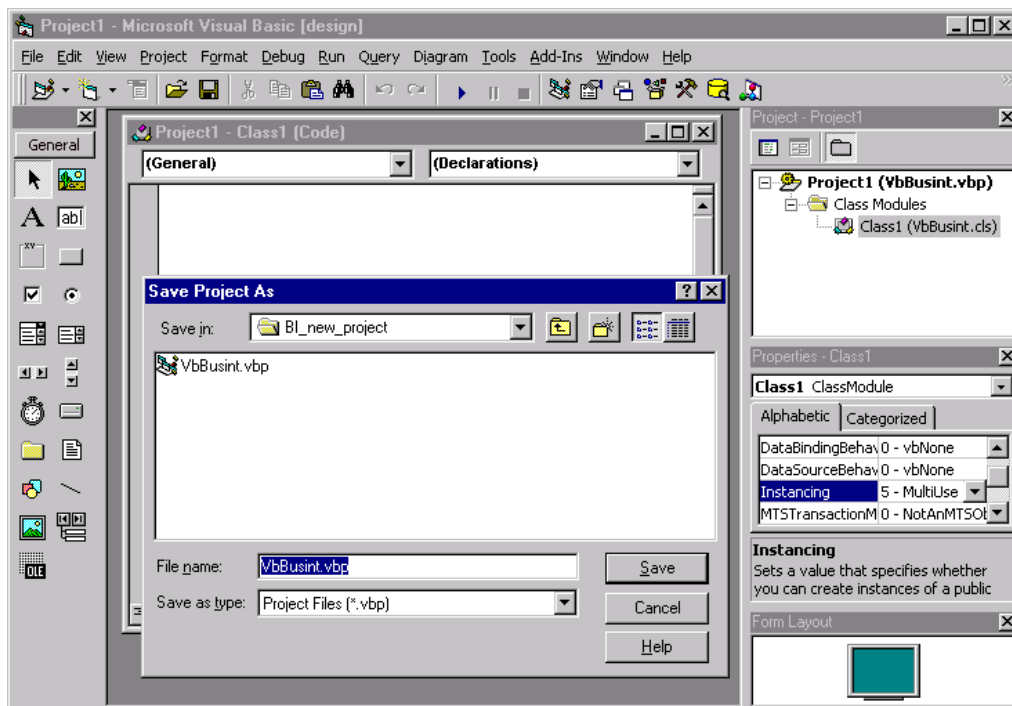 Project1 - Microsoft Visual Basic [design]
File Edit View Project Format Debug Run Query Diagram Tools Add-Ins Window Help
General
A
ab|
XV
OLE
Project1 - Class1 (Code)
(General)
(Declarations)
Save Project As
Save in:
BI_new_project
VbBusint.vbp
File name:
VbBusint.vbp
Save as type:
Project Files (*.vbp)
Save
Cancel
Help
Project - Project1
Project1 (VbBusint.vbp)
Class Modules
Class1 (VbBusint.cls)
Properties - Class1
Class1 ClassModule
Alphabetic
Categorized
DataBindingBehav 0 - vbNone
DataSourceBehav 0 - vbNone
Instancing 5 - MultiUse
MTSTransactionM 0 - NotAnMTSOb
Instancing
Sets a value that specifies whether
you can create instances of a public
Form Layout